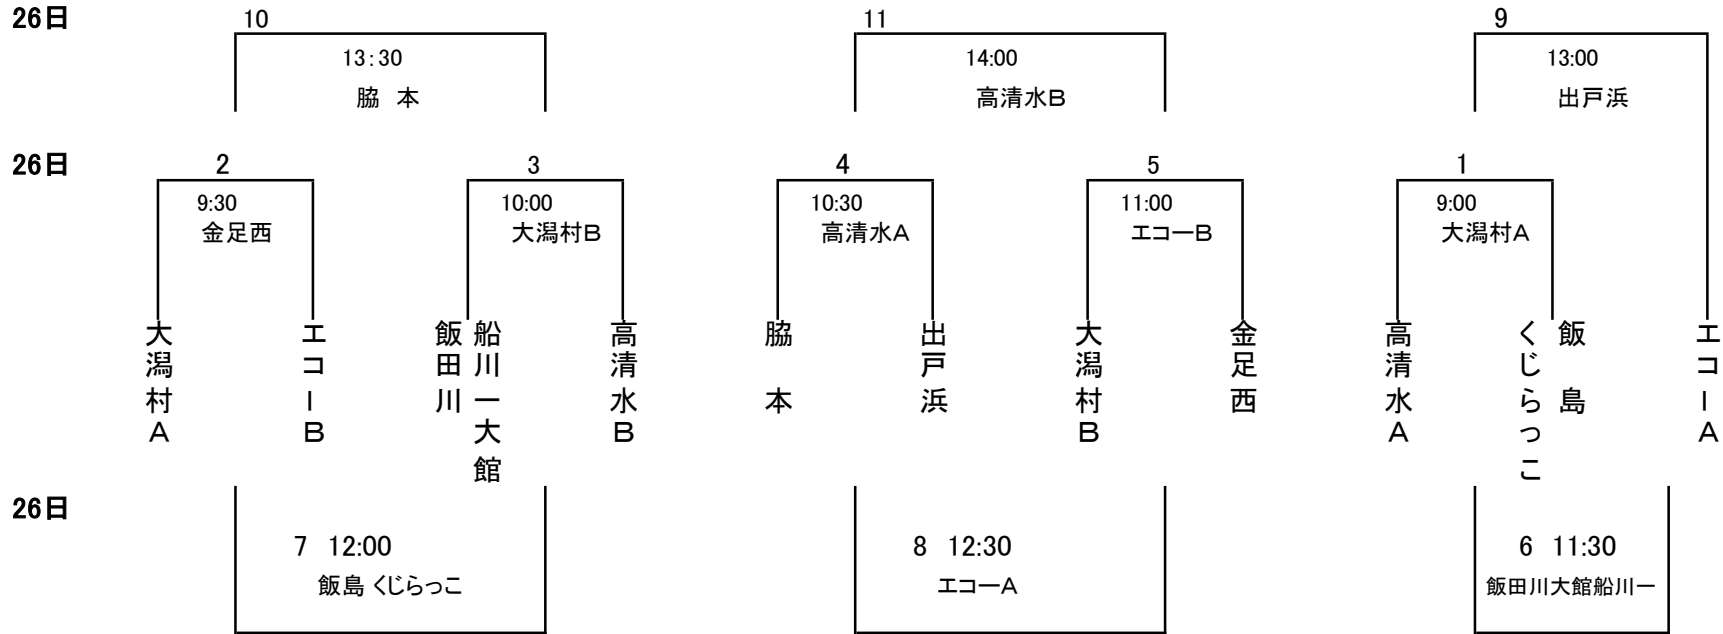 26日
10
11
9
13:30
14:00
13:00
脇 本
高清水B
出戸浜
26日
2
3
4
5
1
9:30
10:00
10:30
11:00
9:00
金足西
大潟村B
高清水A
エコーB
大潟村A
大潟村A
エコーB
飯田川
船川一大館
高清水B
脇 本
出戸浜
大潟村B
金足西
高清水A
くじらっこ
飯 島
エコーA
26日
7 12:00
8 12:30
6 11:30
飯島 くじらっこ
エコーA
飯田川大館船川一